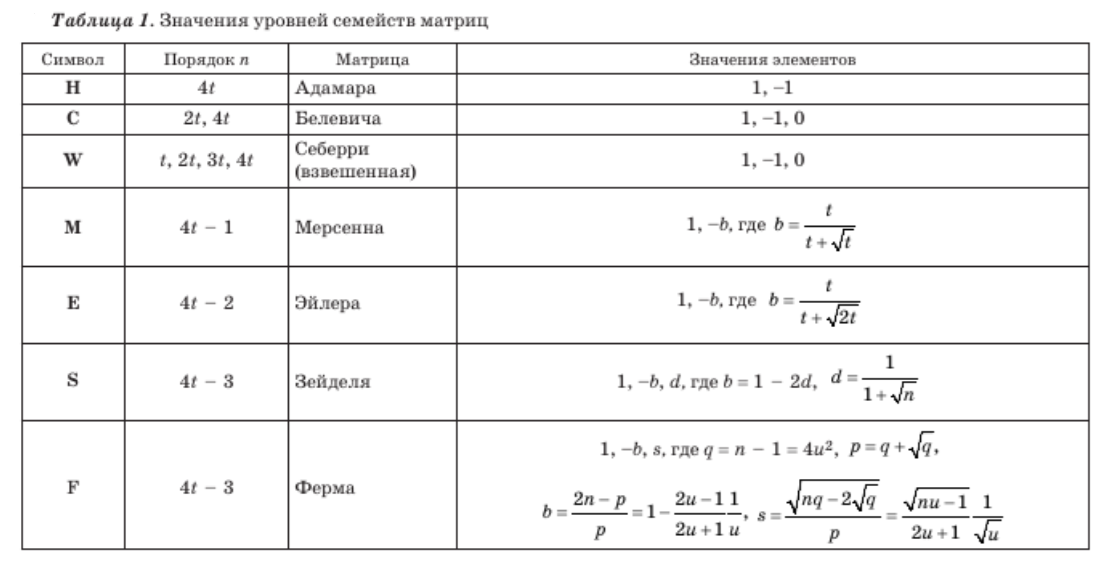 Таблица 1. Значения уровней семейств матриц
Символ Порядок n Матрица Значения элементов
H 4t Адамара 1, –1
C 2t, 4t Белевича 1, –1, 0
W t, 2t, 3t, 4t Себерри (взвешенная) 1, –1, 0
M 4t – 1 Мерсенна 1, –b, где b = t / (t + √t)
E 4t – 2 Эйлера 1, –b, где b = t / (t + √2t)
S 4t – 3 Зейделя 1, –b, d, где b = 1 – 2d, d = 1 / (1 + √n)
F 4t – 3 Ферма 1, –b, s, где q = n – 1 = 4u², p = q + √q,
b = (2n – p) / p = 1 – (2u – 1)/(2u + 1) 1/u, s = √(nq – 2√q) / p = √(nu – 1) / (2u + 1) 1/√u